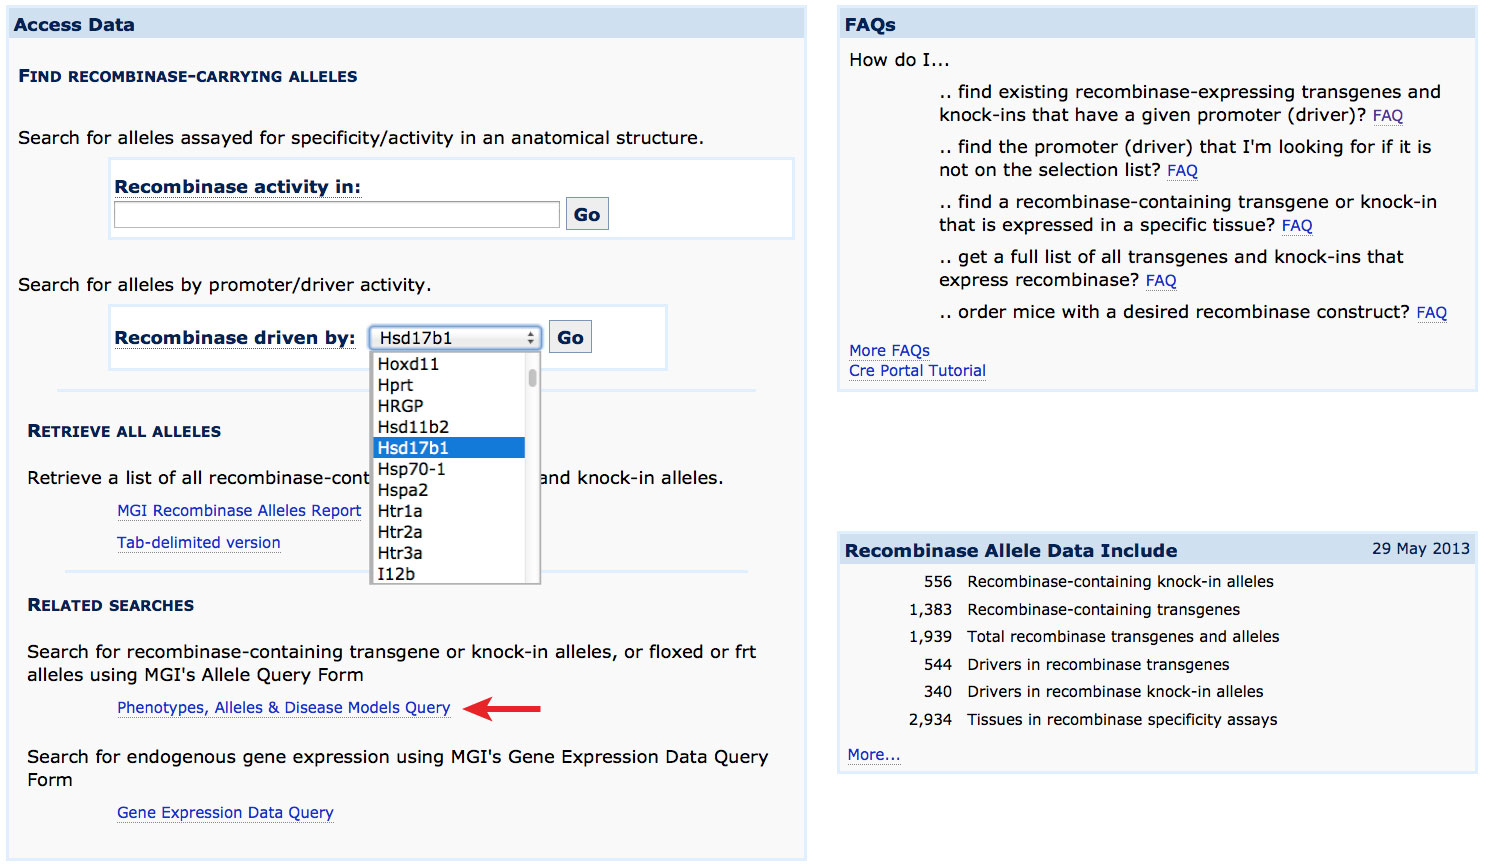 Access Data
FIND RECOMBINASE-CARRYING ALLELES
Search for alleles assayed for specificity/activity in an anatomical structure.
Recombinase activity in:
Go
Search for alleles by promoter/driver activity.
Recombinase driven by: Hsd17b1 Go
Hoxd11
Hprt
HRGP
Hsd11b2
Hsd17b1
Hsp70-1
Hspa2
Htr1a
Htr2a
Htr3a
I12b
RETRIEVE ALL ALLELES
Retrieve a list of all recombinase-cont and knock-in alleles.
MGI Recombinase Alleles Report
Tab-delimited version
RELATED SEARCHES
Search for recombinase-containing transgene or knock-in alleles, or floxed or frt
alleles using MGI's Allele Query Form
Phenotypes, Alleles & Disease Models Query
Search for endogenous gene expression using MGI's Gene Expression Data Query
Form
Gene Expression Data Query
FAQs
How do I...
.. find existing recombinase-expressing transgenes and
knock-ins that have a given promoter (driver)? FAQ
.. find the promoter (driver) that I'm looking for if it is
not on the selection list? FAQ
.. find a recombinase-containing transgene or knock-in
that is expressed in a specific tissue? FAQ
.. get a full list of all transgenes and knock-ins that
express recombinase? FAQ
.. order mice with a desired recombinase construct? FAQ
More FAQs
Cre Portal Tutorial
Recombinase Allele Data Include 29 May 2013
556 Recombinase-containing knock-in alleles
1,383 Recombinase-containing transgenes
1,939 Total recombinase transgenes and alleles
544 Drivers in recombinase transgenes
340 Drivers in recombinase knock-in alleles
2,934 Tissues in recombinase specificity assays
More...